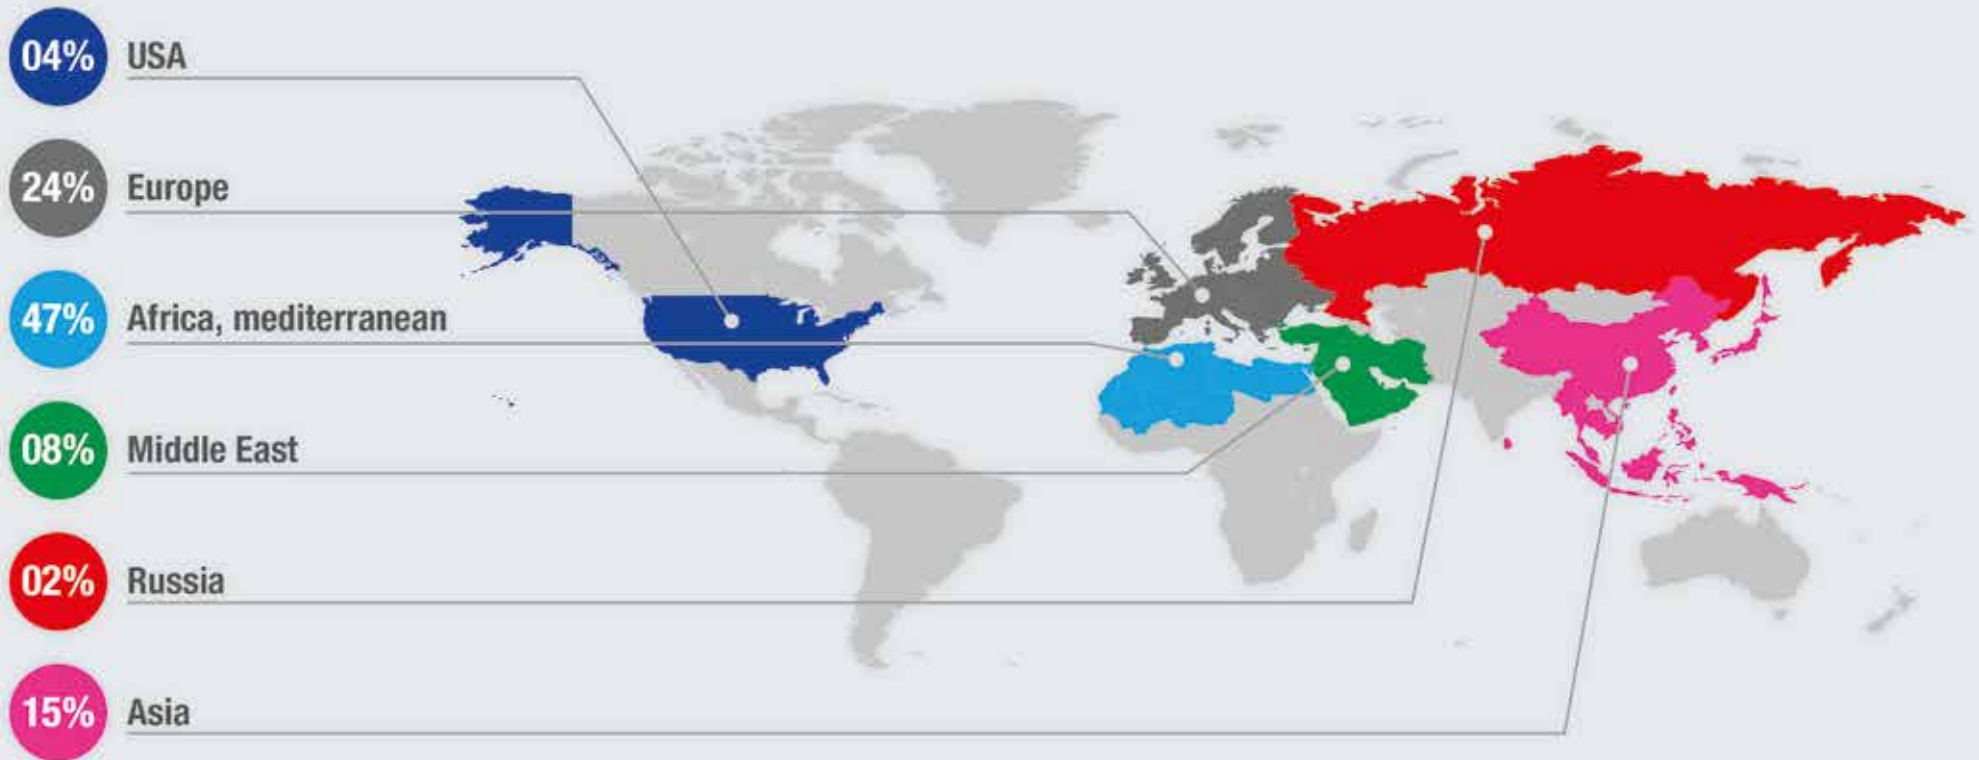 04% USA
24% Europe
47% Africa, mediterranean
08% Middle East
02% Russia
15% Asia